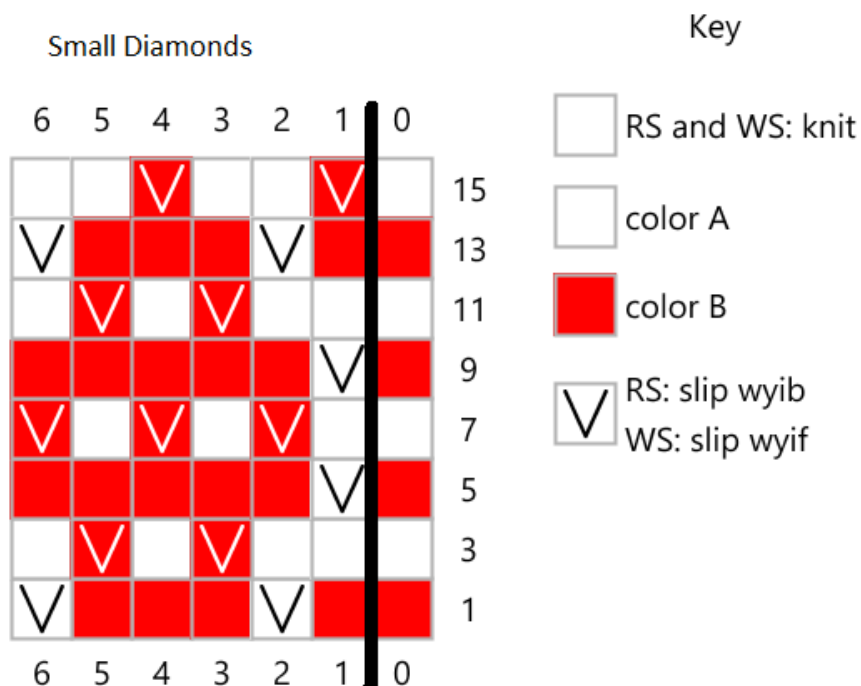 Small Diamonds
Key
6 5 4 3 2 1 0
15
13
11
9
7
5
3
1
6 5 4 3 2 1 0
RS and WS: knit
color A
color B
RS: slip wyib
WS: slip wyif